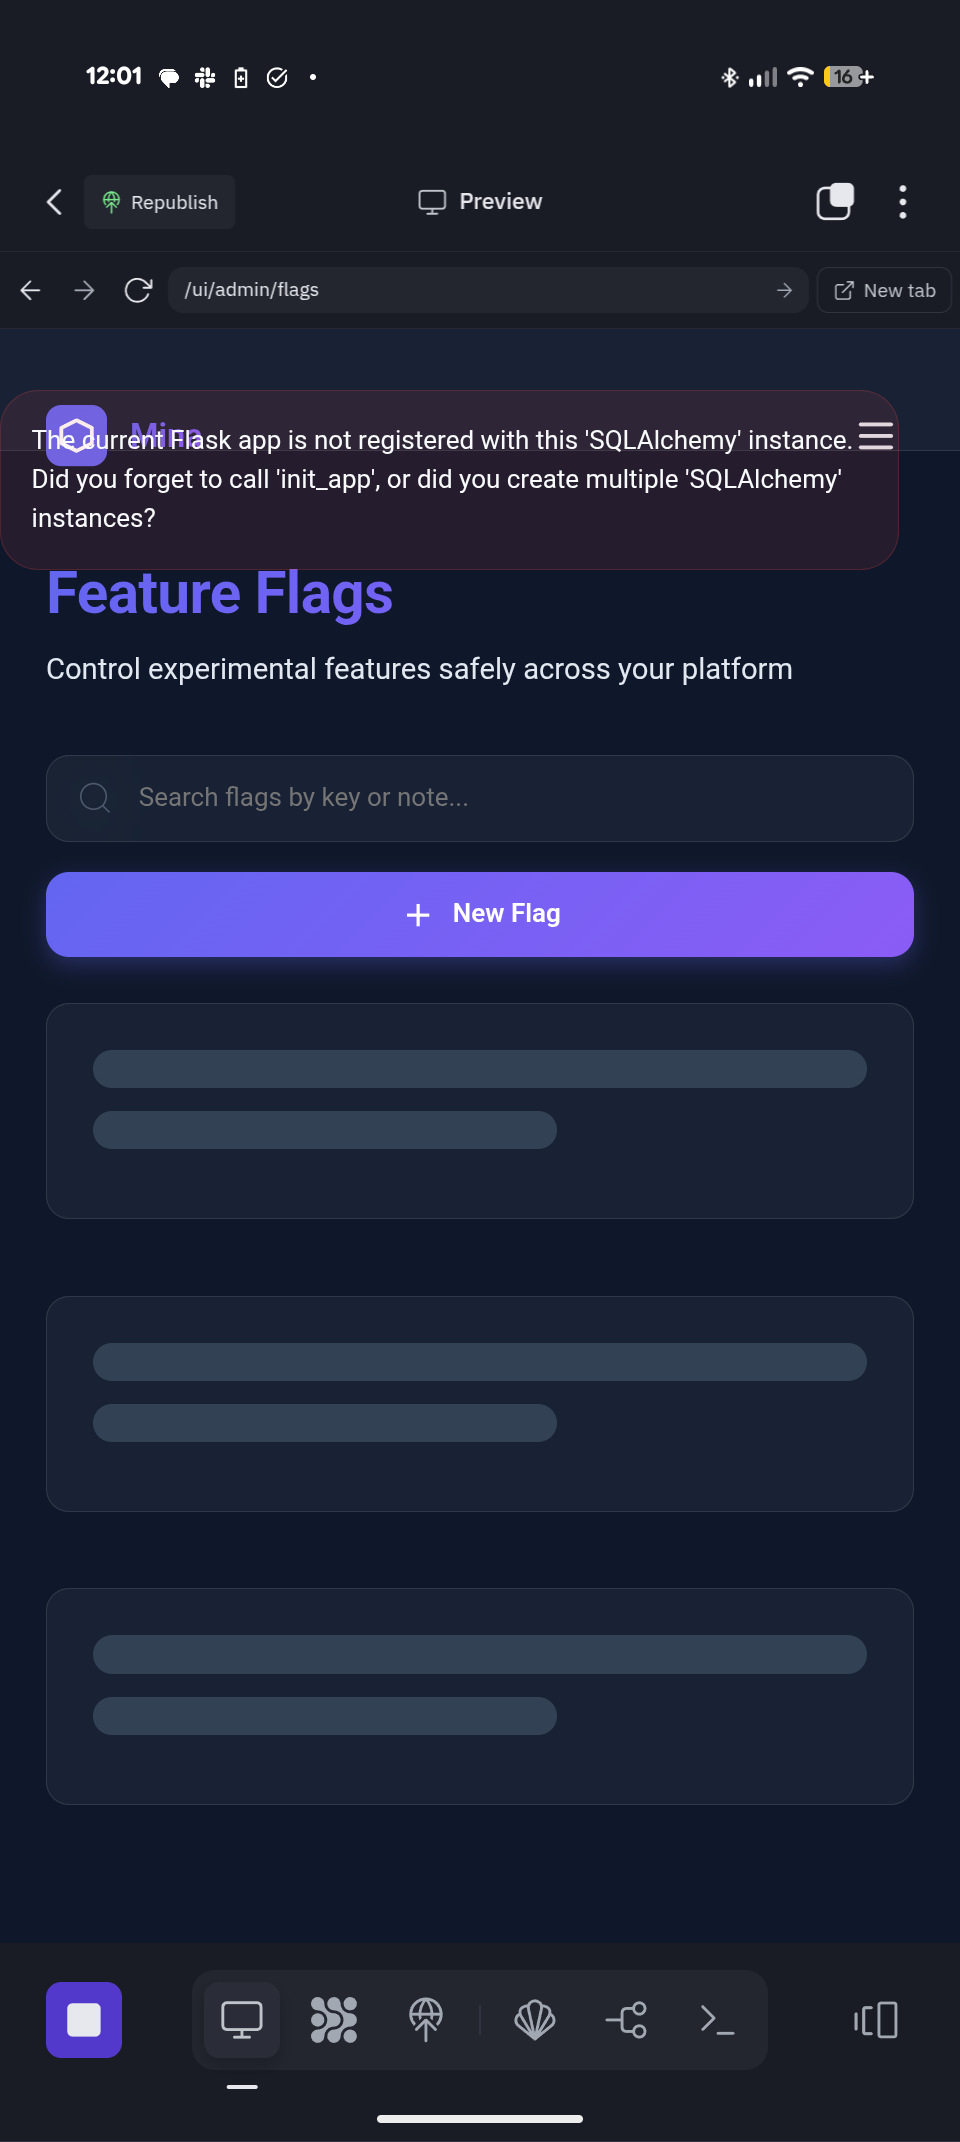 12:01
16
Republish
Preview
/ui/admin/flags
New tab
Mina
The current Flask app is not registered with this 'SQLAlchemy' instance.
Did you forget to call 'init_app', or did you create multiple 'SQLAlchemy'
instances?
Feature Flags
Control experimental features safely across your platform
Search flags by key or note...
New Flag